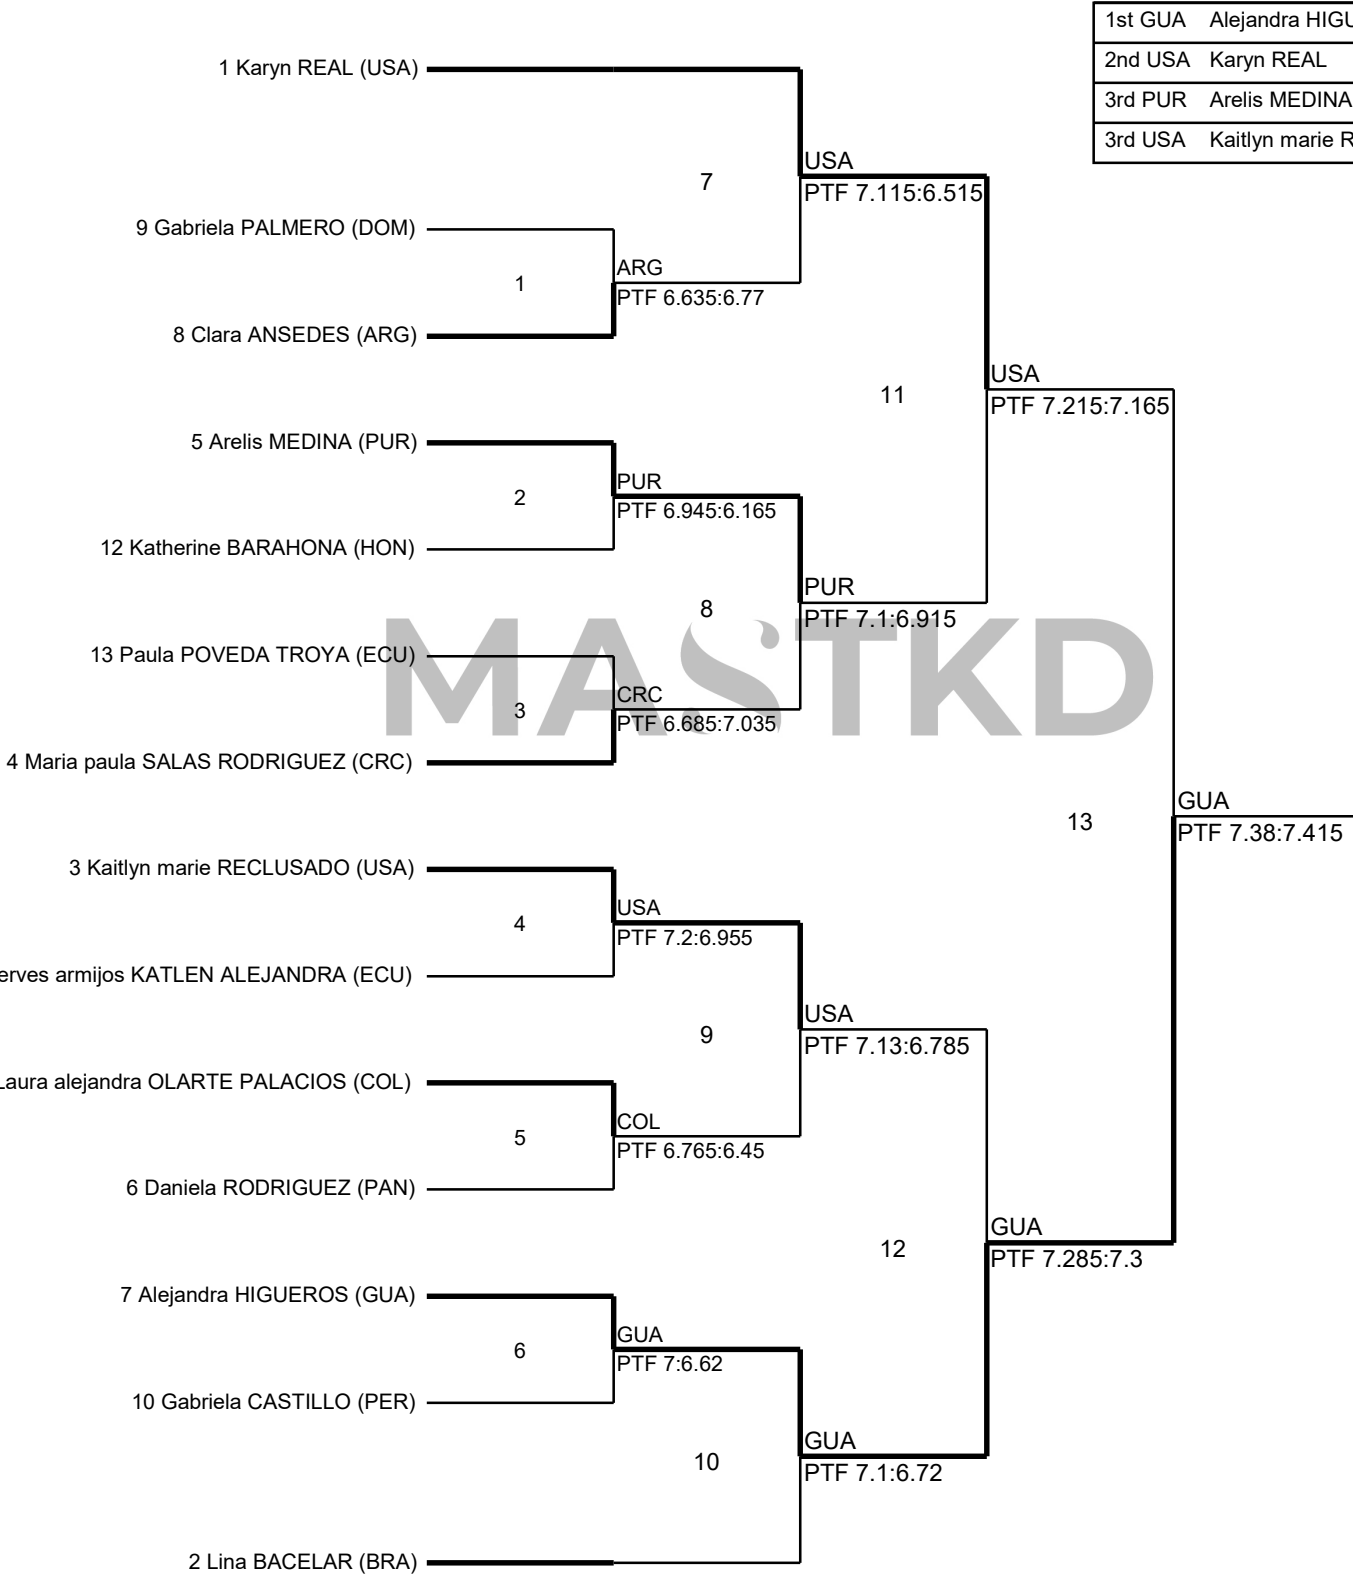 1st GUA Alejandra HIGU
2nd USA Karyn REAL
3rd PUR Arelis MEDINA
3rd USA Kaitlyn marie R
1 Karyn REAL (USA)
USA
7
PTF 7.115:6.515
9 Gabriela PALMERO (DOM)
ARG
1
PTF 6.635:6.77
8 Clara ANSEDES (ARG)
USA
11
PTF 7.215:7.165
5 Arelis MEDINA (PUR)
PUR
2
PTF 6.945:6.165
12 Katherine BARAHONA (HON)
PUR
8
PTF 7.1:6.915
MASTKD
13 Paula POVEDA TROYA (ECU)
CRC
3
PTF 6.685:7.035
4 Maria paula SALAS RODRIGUEZ (CRC)
GUA
13
PTF 7.38:7.415
3 Kaitlyn marie RECLUSADO (USA)
USA
4
PTF 7.2:6.955
erves armijos KATLEN ALEJANDRA (ECU)
USA
9
PTF 7.13:6.785
Laura alejandra OLARTE PALACIOS (COL)
COL
5
PTF 6.765:6.45
6 Daniela RODRIGUEZ (PAN)
GUA
12
PTF 7.285:7.3
7 Alejandra HIGUEROS (GUA)
GUA
6
PTF 7:6.62
10 Gabriela CASTILLO (PER)
GUA
10
PTF 7.1:6.72
2 Lina BACELAR (BRA)